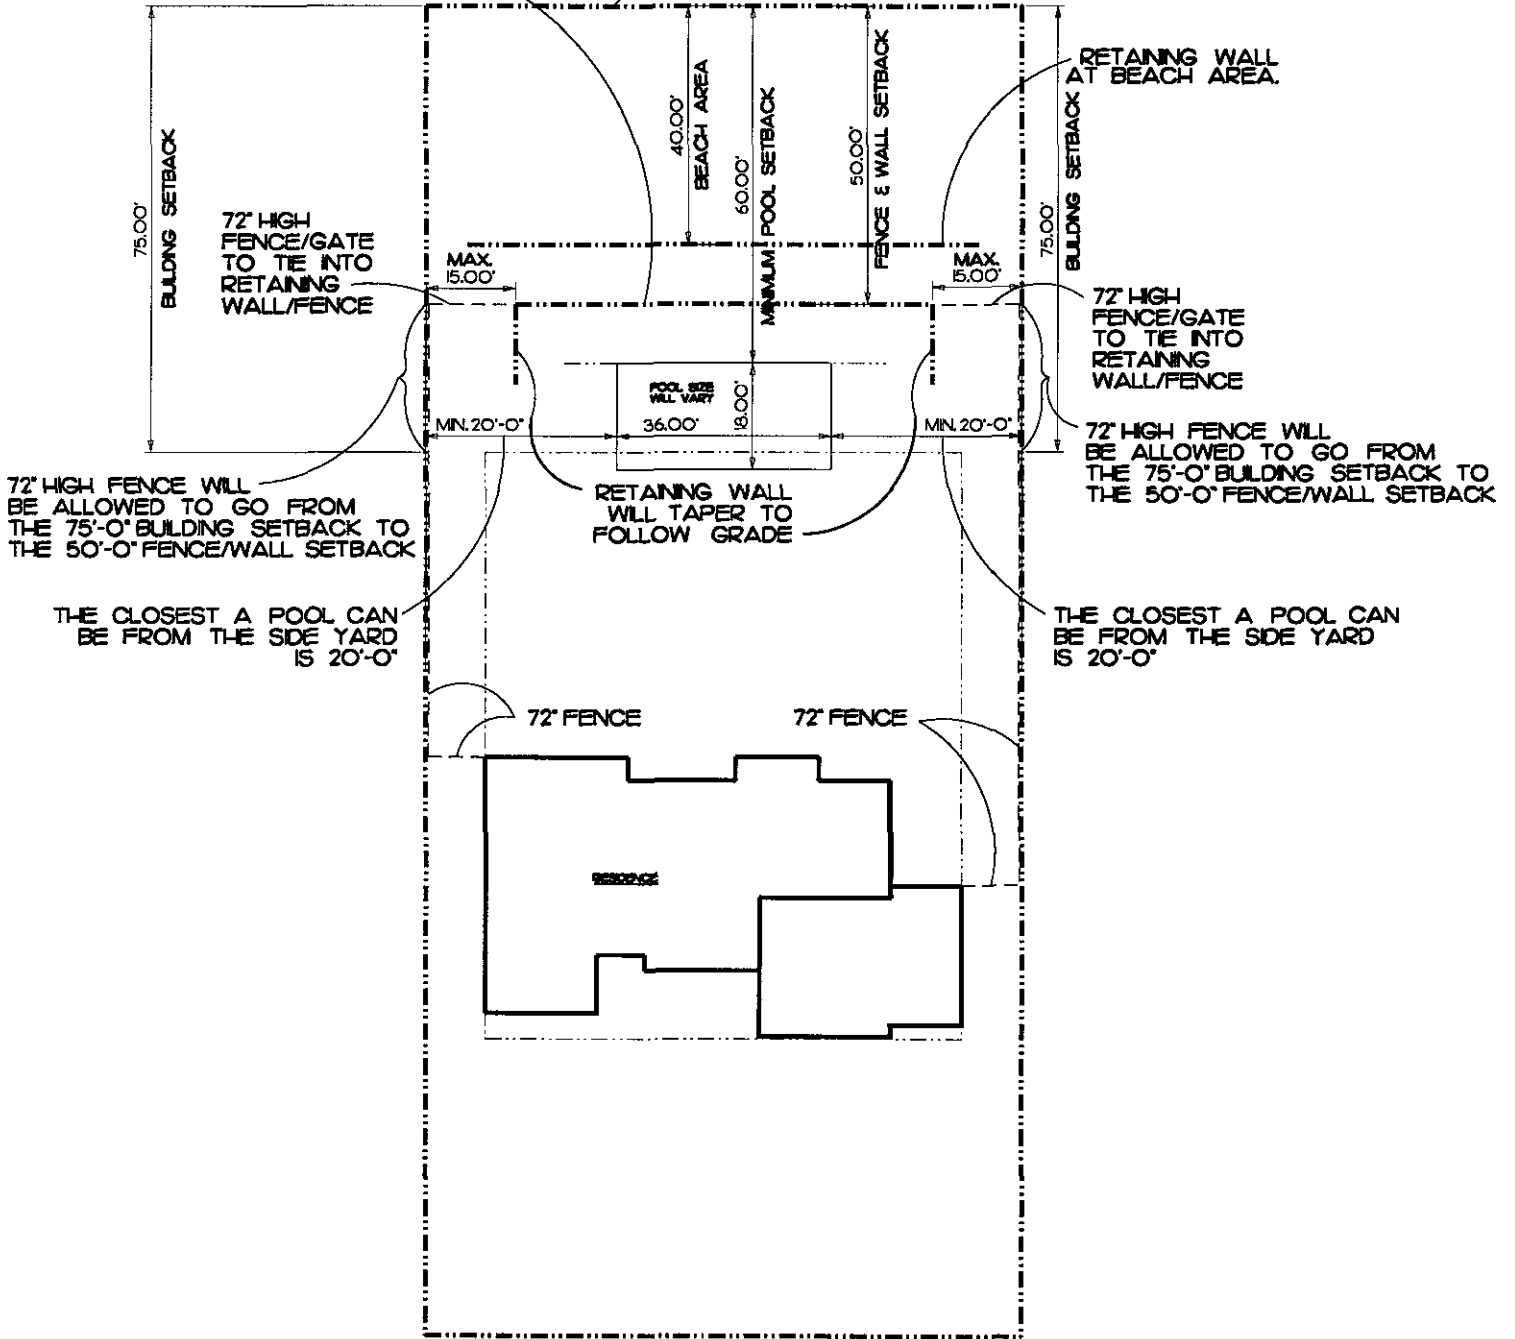 75.00'
BUILDING SETBACK
40.00'
BEACH AREA
60.00'
MINIMUM POOL SETBACK
50.00'
FENCE & WALL SETBACK
RETAINING WALL
AT BEACH AREA.
75.00'
BUILDING SETBACK
72" HIGH
FENCE/GATE
TO TIE INTO
RETAINING
WALL/FENCE
MAX.
15.00'
MAX.
15.00'
72" HIGH
FENCE/GATE
TO TIE INTO
RETAINING
WALL/FENCE
POOL SIZE
WILL VARY
18.00'
MIN. 20'-0"
36.00'
MIN. 20'-0"
72" HIGH FENCE WILL
BE ALLOWED TO GO FROM
THE 75'-0" BUILDING SETBACK TO
THE 50'-0" FENCE/WALL SETBACK
RETAINING WALL
WILL TAPER TO
FOLLOW GRADE
72" HIGH FENCE WILL
BE ALLOWED TO GO FROM
THE 75'-0" BUILDING SETBACK TO
THE 50'-0" FENCE/WALL SETBACK
THE CLOSEST A POOL CAN
BE FROM THE SIDE YARD
IS 20'-0"
THE CLOSEST A POOL CAN
BE FROM THE SIDE YARD
IS 20'-0"
72" FENCE
72" FENCE
RESIDENCE